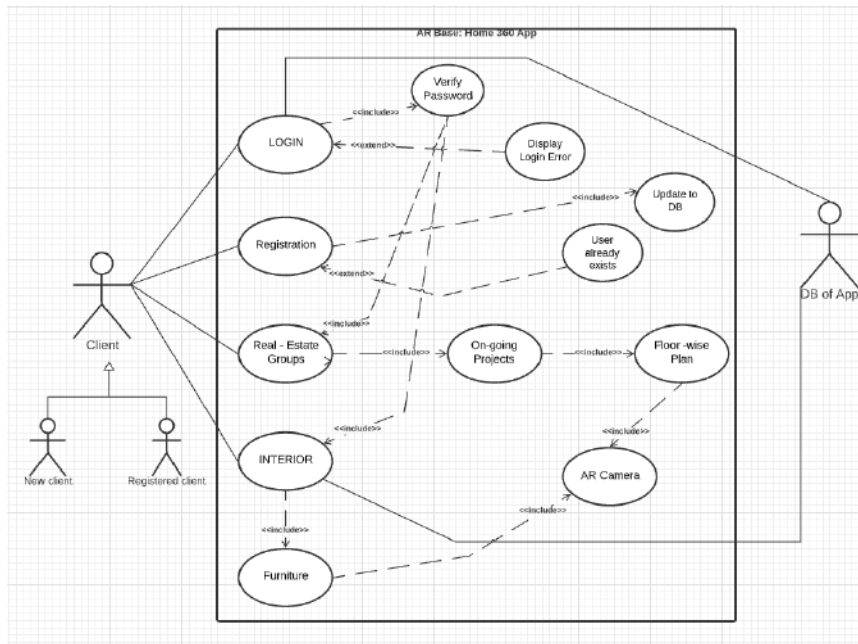 AR Base: Home 360 App
Verify
Password
<<include>>
LOGIN
<<extend>>
Display
Login Error
Update to
DB
<<include>>
Registration
User
already
exists
<<extend>>
DB of App
Client
<<include>>
Real - Estate
Groups
<<include>>
On-going
Projects
<<include>>
Floor -wise
Plan
New client
Registered client
<<include>>
<<include>>
INTERIOR
AR Camera
<<include>>
<<include>>
Furniture